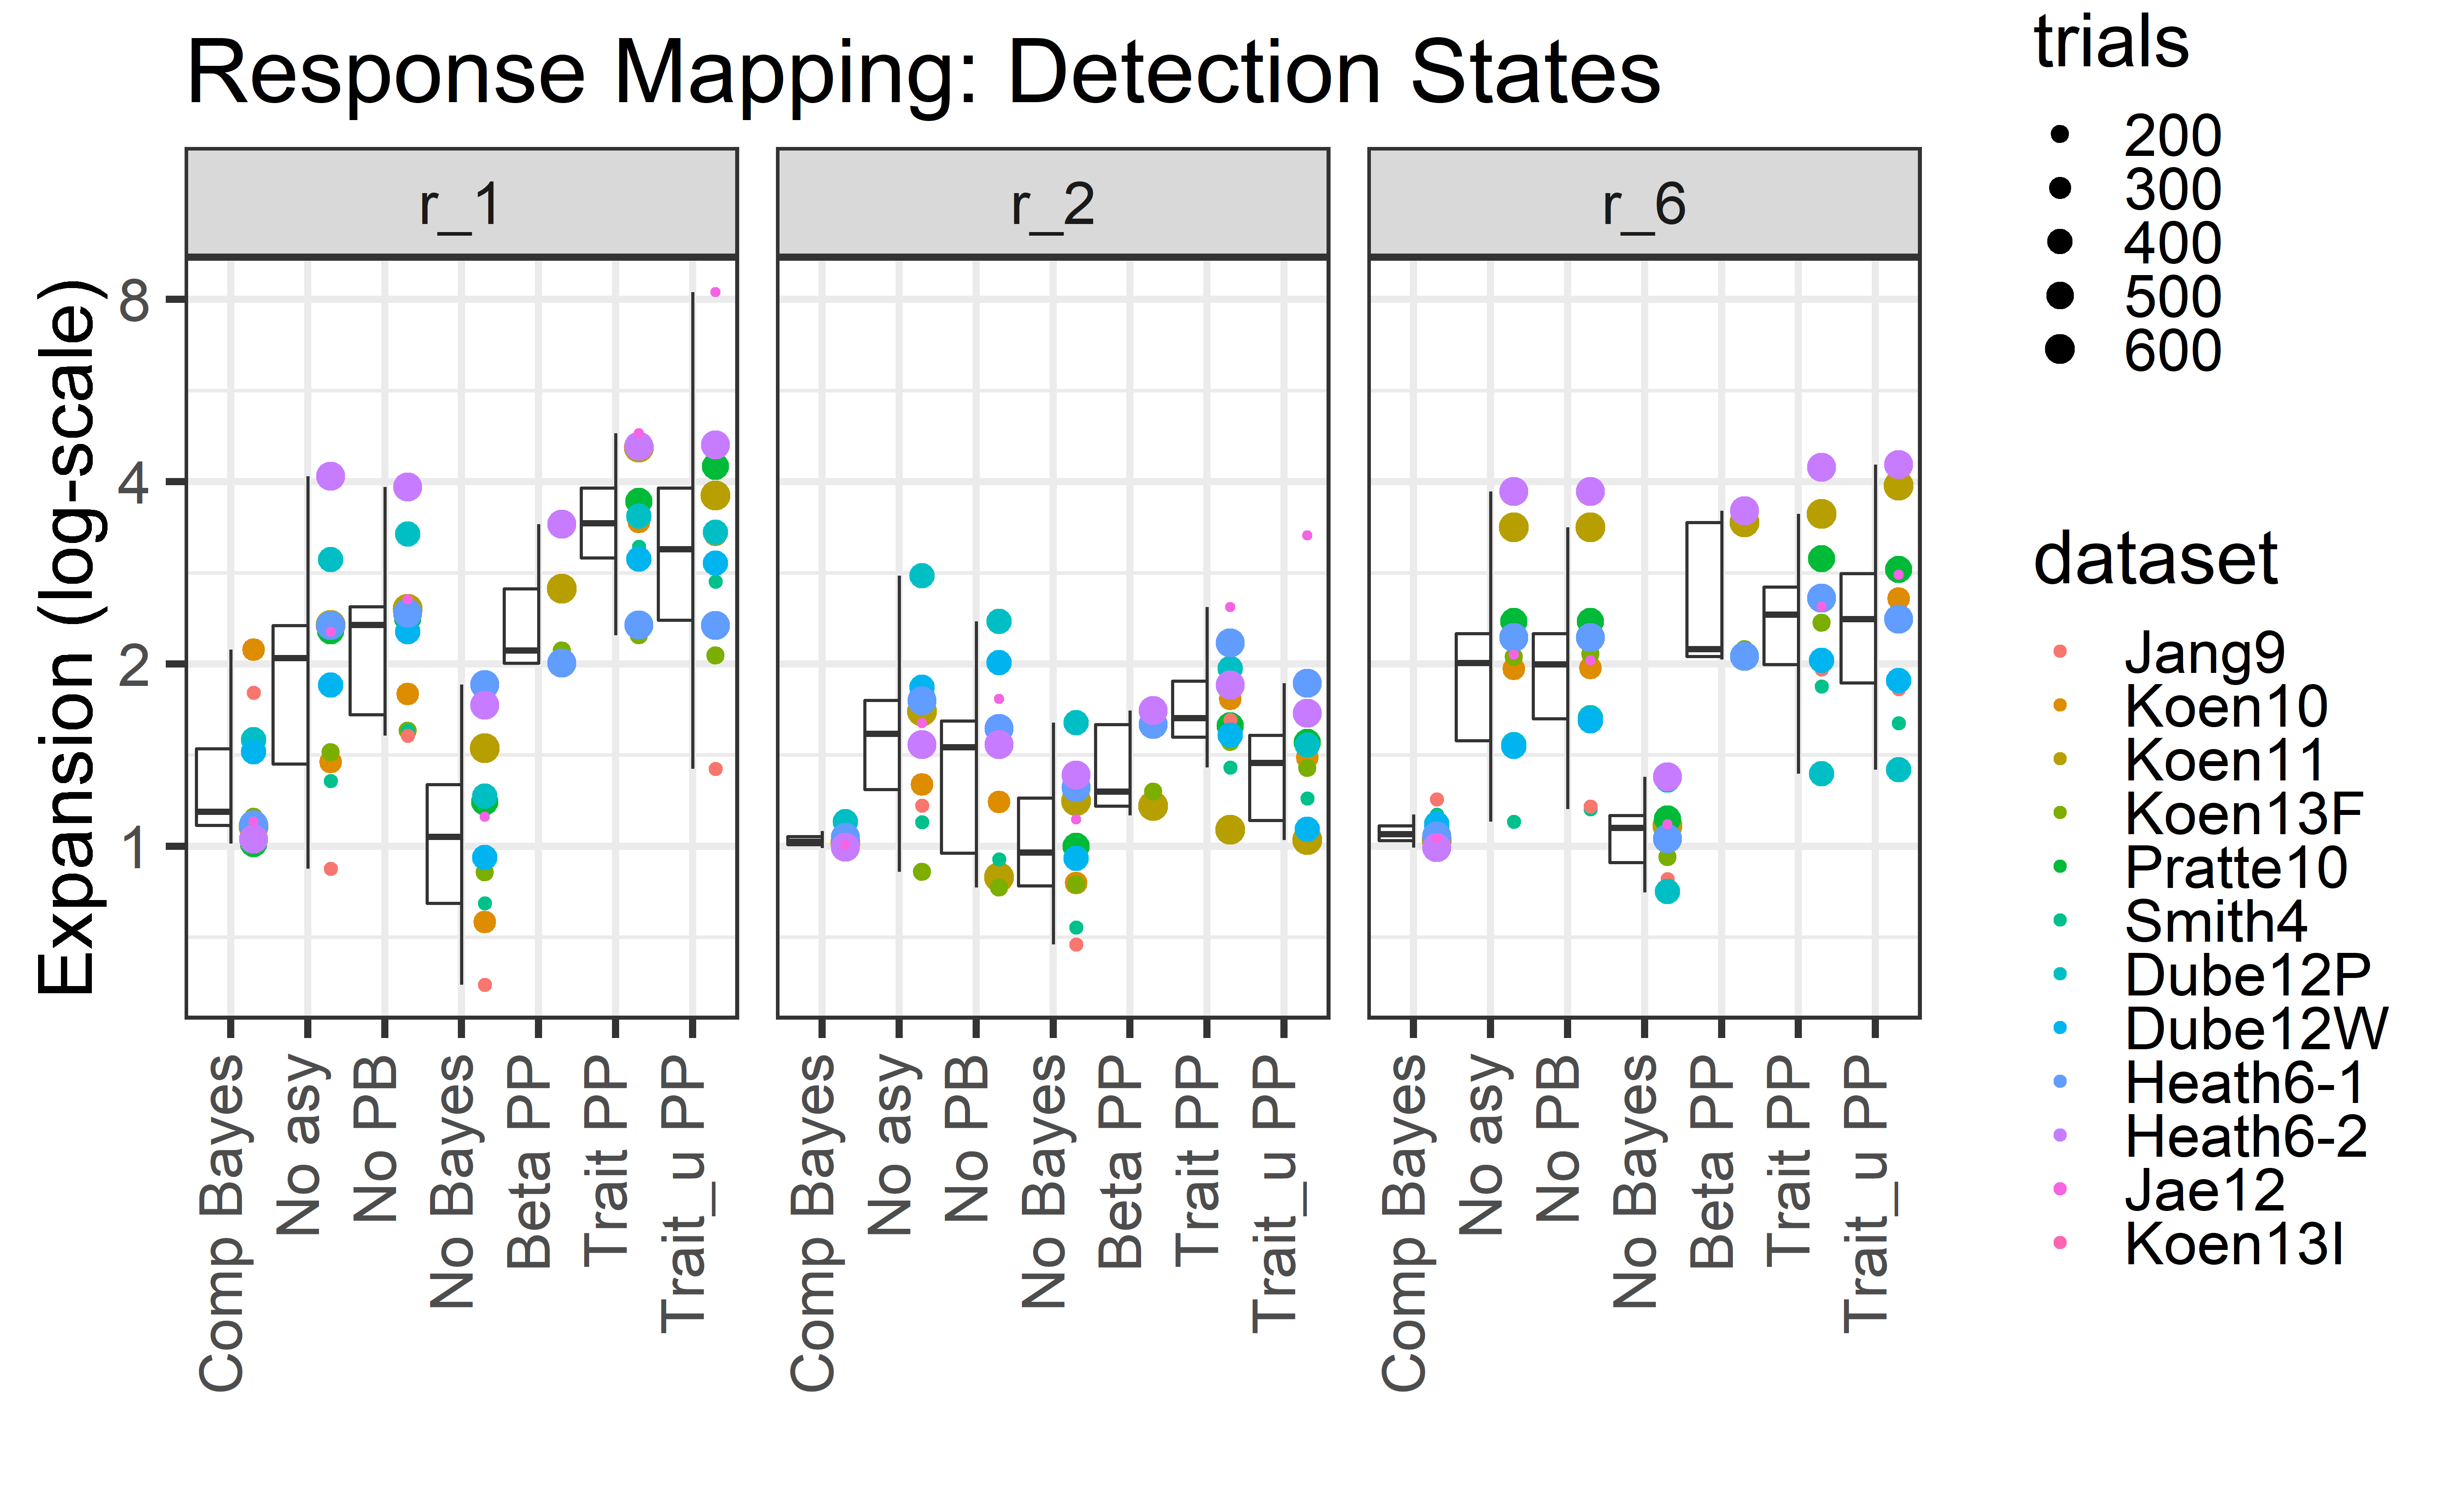 Response Mapping: Detection States
r_1
r_2
r_6
Expansion (log-scale)
8
4
2
1
Comp Bayes
No asy
No PB
No Bayes
Beta PP
Trait PP
Trait_u PP
Comp Bayes
No asy
No PB
No Bayes
Beta PP
Trait PP
Trait_u PP
Comp Bayes
No asy
No PB
No Bayes
Beta PP
Trait PP
Trait_u PP
trials
200
300
400
500
600
dataset
Jang9
Koen10
Koen11
Koen13F
Pratte10
Smith4
Dube12P
Dube12W
Heath6-1
Heath6-2
Jae12
Koen13I